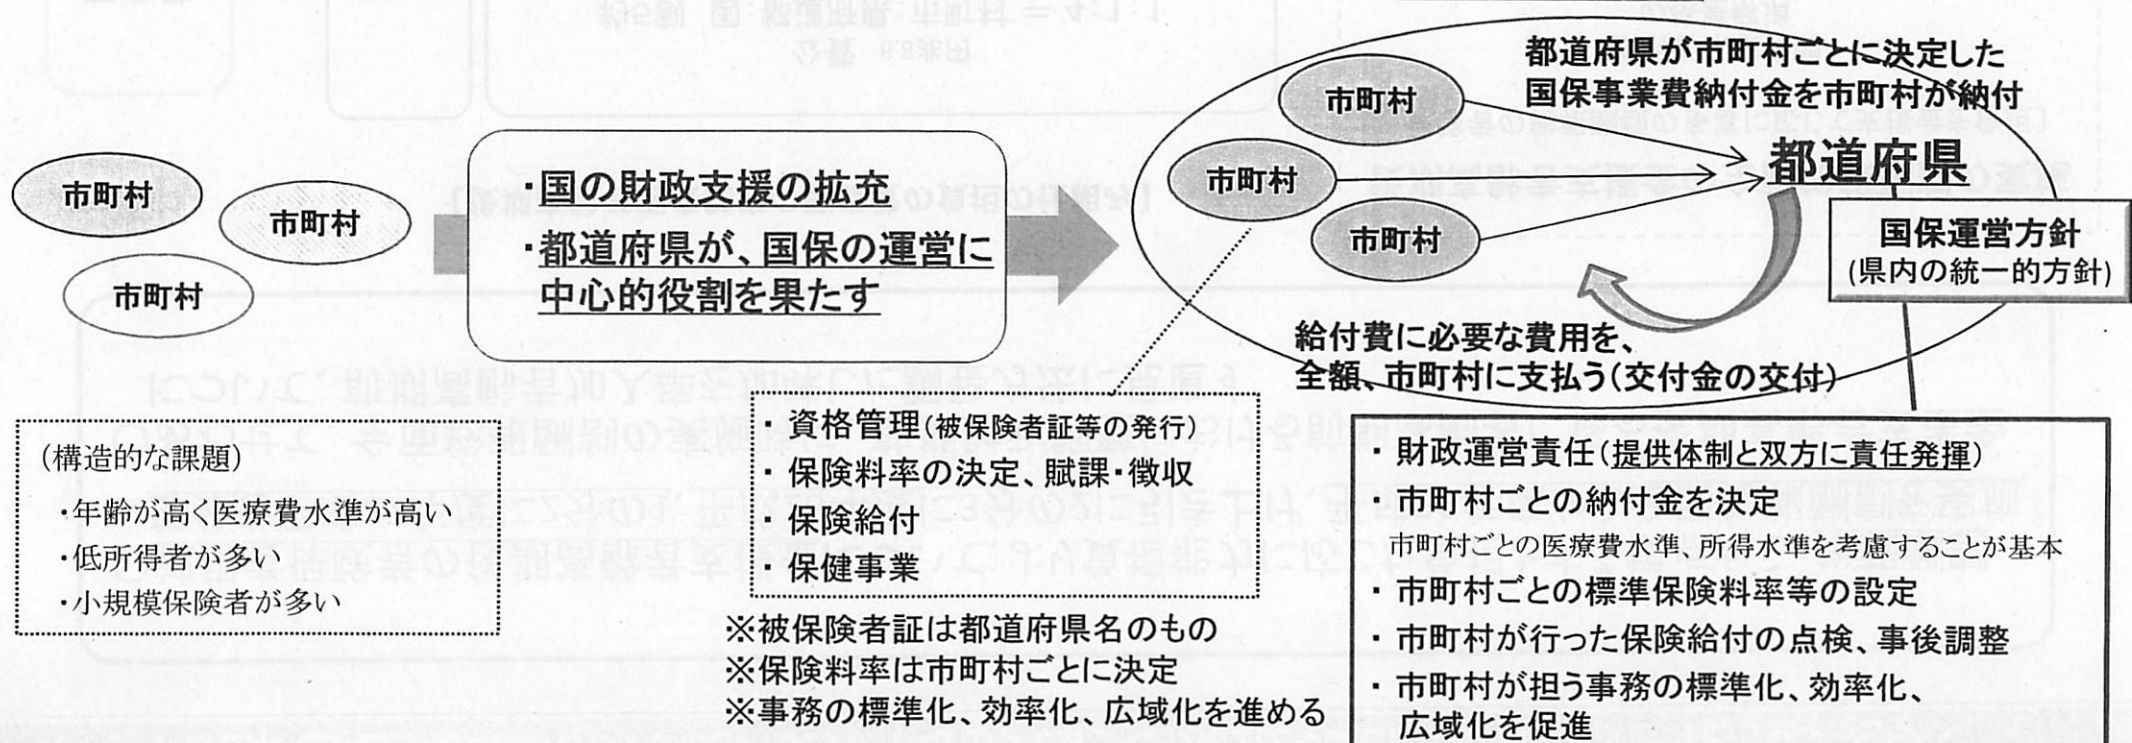 市町村
市町村
市町村
・国の財政支援の拡充
・都道府県が、国保の運営に
中心的役割を果たす
都道府県が市町村ごとに決定した
国保事業費納付金を市町村が納付
市町村
市町村
市町村
都道府県
国保運営方針
(県内の統一的方針)
給付費に必要な費用を、
全額、市町村に支払う(交付金の交付)
(構造的な課題)
・年齢が高く医療費水準が高い
・低所得者が多い
・小規模保険者が多い
・資格管理(被保険者証等の発行)
・保険料率の決定、賦課・徴収
・保険給付
・保健事業
※被保険者証は都道府県名のもの
※保険料率は市町村ごとに決定
※事務の標準化、効率化、広域化を進める
・財政運営責任(提供体制と双方に責任発揮)
・市町村ごとの納付金を決定
市町村ごとの医療費水準、所得水準を考慮することが基本
・市町村ごとの標準保険料率等の設定
・市町村が行った保険給付の点検、事後調整
・市町村が担う事務の標準化、効率化、
広域化を促進